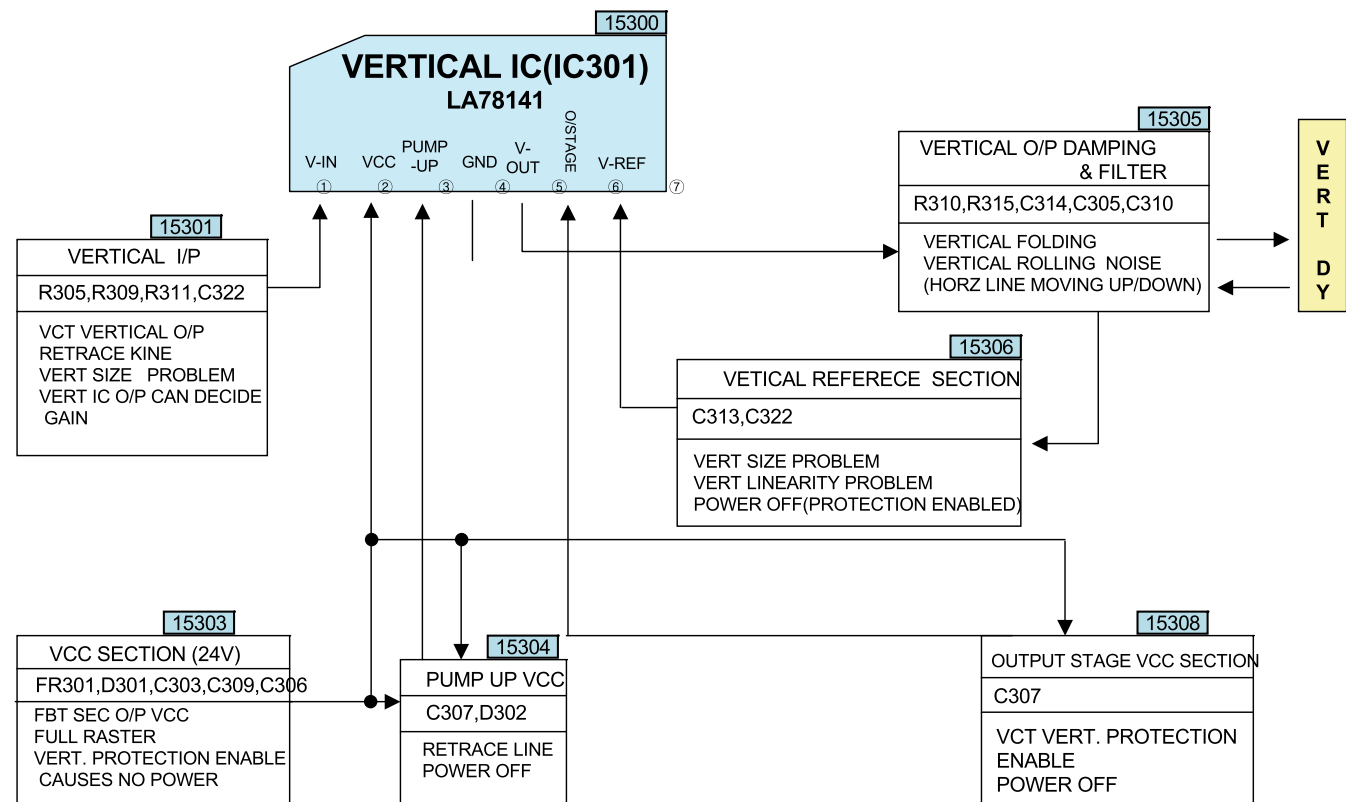 15300
VERTICAL IC(IC301)
LA78141
V-IN
VCC
PUMP
-UP
GND
V-
OUT
O/STAGE
V-REF
① ② ③ ④ ⑤ ⑥ ⑦
15301
VERTICAL I/P
R305,R309,R311,C322
VCT VERTICAL O/P
RETRACE KINE
VERT SIZE PROBLEM
VERT IC O/P CAN DECIDE
GAIN
15305
VERTICAL O/P DAMPING
& FILTER
R310,R315,C314,C305,C310
VERTICAL FOLDING
VERTICAL ROLLING NOISE
(HORZ LINE MOVING UP/DOWN)
VERT DY
15306
VETICAL REFERECE SECTION
C313,C322
VERT SIZE PROBLEM
VERT LINEARITY PROBLEM
POWER OFF(PROTECTION ENABLED)
15303
VCC SECTION (24V)
FR301,D301,C303,C309,C306
FBT SEC O/P VCC
FULL RASTER
VERT. PROTECTION ENABLE
CAUSES NO POWER
15304
PUMP UP VCC
C307,D302
RETRACE LINE
POWER OFF
15308
OUTPUT STAGE VCC SECTION
C307
VCT VERT. PROTECTION
ENABLE
POWER OFF